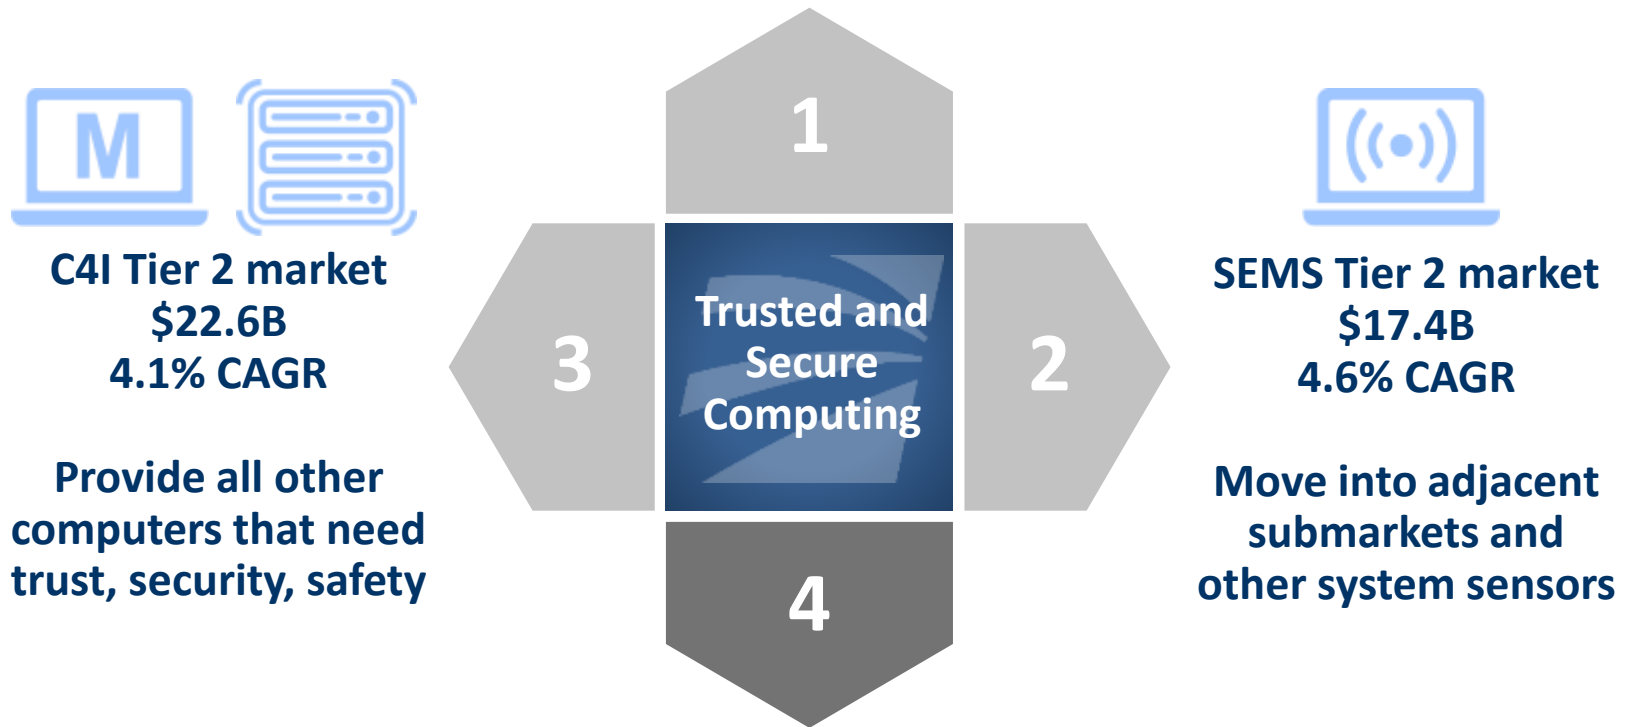 1
M
C4I Tier 2 market
$22.6B
4.1% CAGR
Provide all other
computers that need
trust, security, safety
3
Trusted and
Secure
Computing
2
SEMS Tier 2 market
$17.4B
4.6% CAGR
Move into adjacent
submarkets and
other system sensors
4